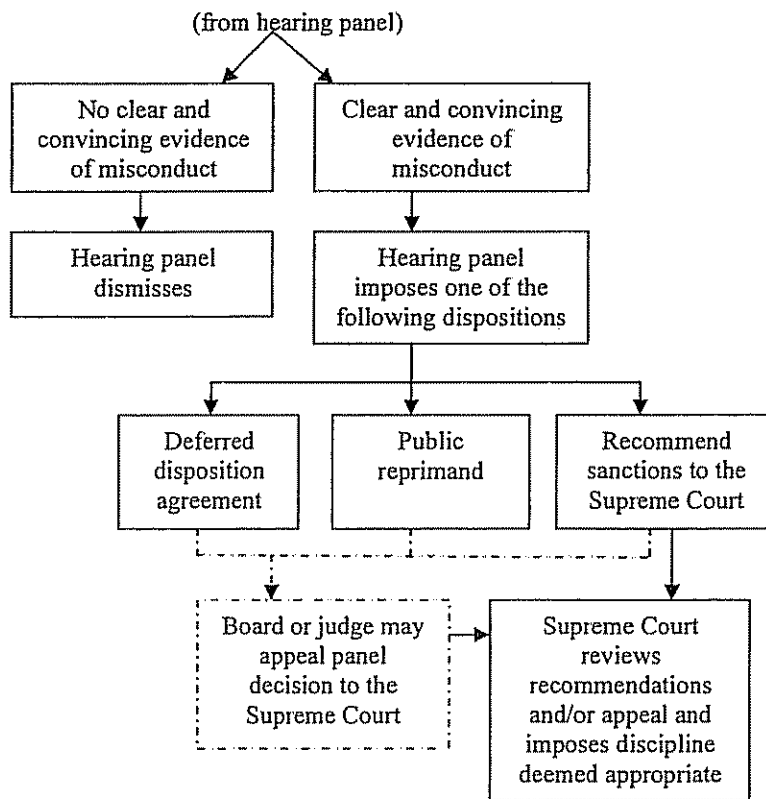 (from hearing panel)
No clear and
convincing evidence
of misconduct
Clear and convincing
evidence of
misconduct
Hearing panel
dismisses
Hearing panel
imposes one of the
following dispositions
Deferred
disposition
agreement
Public
reprimand
Recommend
sanctions to the
Supreme Court
Board or judge may
appeal panel
decision to the
Supreme Court
Supreme Court
reviews
recommendations
and/or appeal and
imposes discipline
deemed appropriate